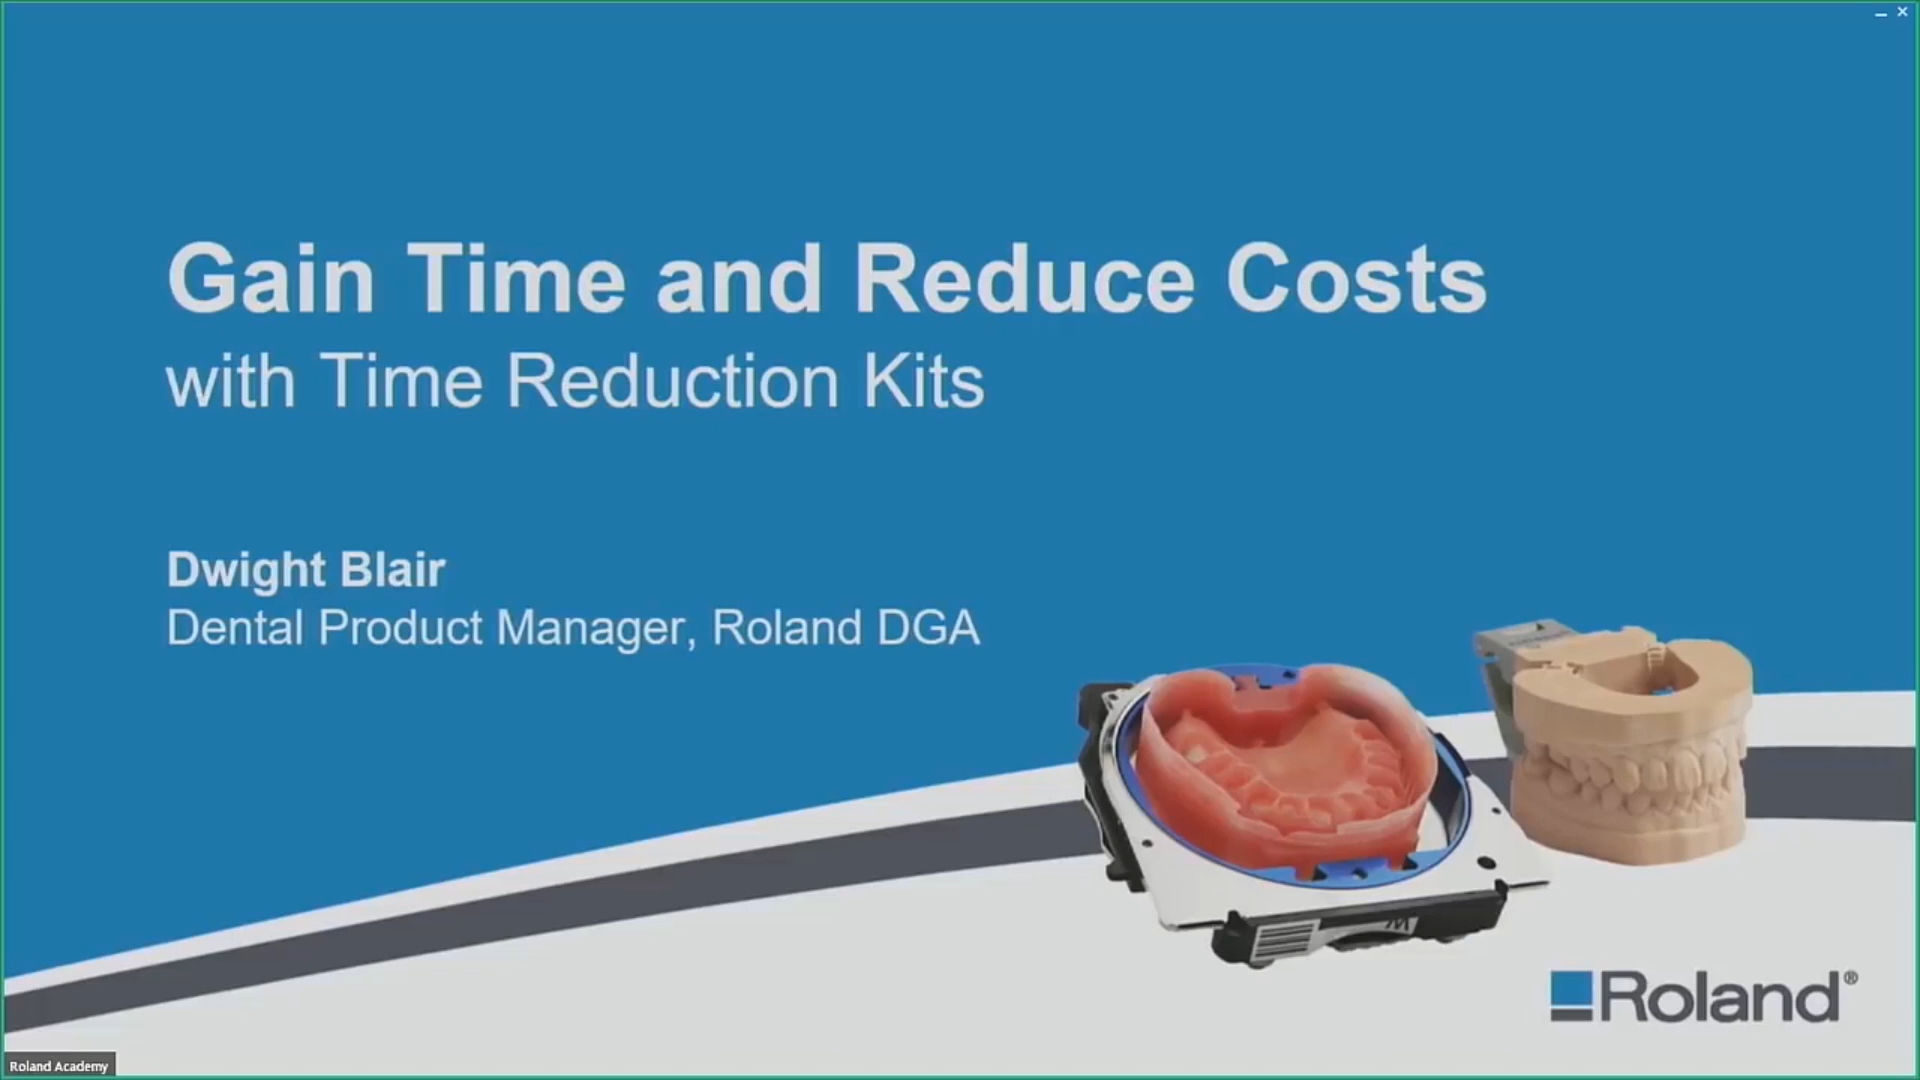 Gain Time and Reduce Costs
with Time Reduction Kits
Dwight Blair
Dental Product Manager, Roland DGA
Roland®
Roland Academy